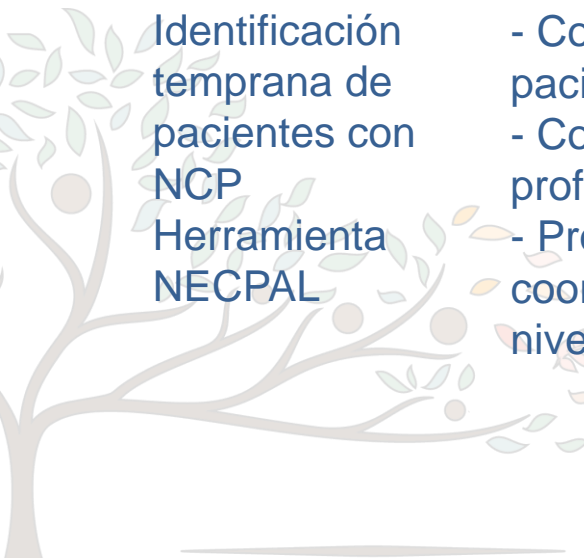 Identificación
temprana de
pacientes con
NCP
Herramienta
NECPAL
- Co
paci
- Co
prof
- Pr
coor
nive